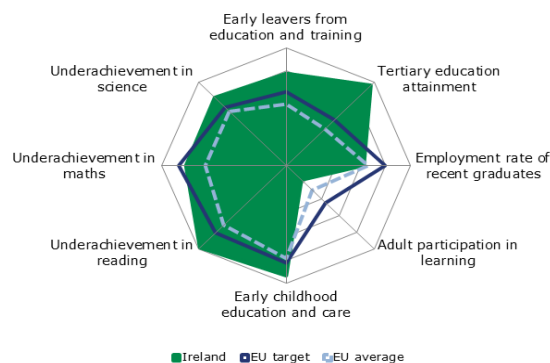 Early leavers from
education and training
Underachievement in
science
Tertiary education
attainment
Underachievement in
maths
Employment rate of
recent graduates
Underachievement in
reading
Adult participation in
learning
Early childhood
education and care
Ireland EU target EU average